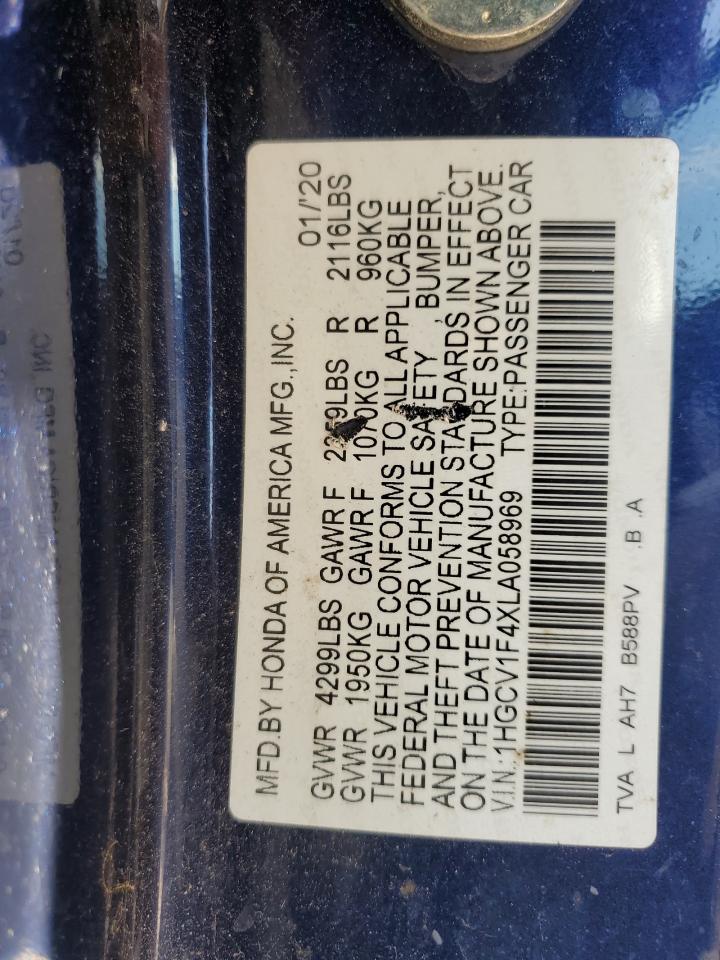 MFD.BY HONDA OF AMERICA MFG.,INC. 01/'20
GVWR 4299LBS GAWR F 2359LBS R 2116LBS
GVWR 1950KG GAWR F 1070KG R 960KG
THIS VEHICLE CONFORMS TO ALL APPLICABLE
FEDERAL MOTOR VEHICLE SAFETY , BUMPER,
AND THEFT PREVENTION STANDARDS IN EFFECT
ON THE DATE OF MANUFACTURE SHOWN ABOVE.
V.I.N.:1HGCV1F4XLA058969 TYPE:PASSENGER CAR
TVA L AH7 B588PV .B .A